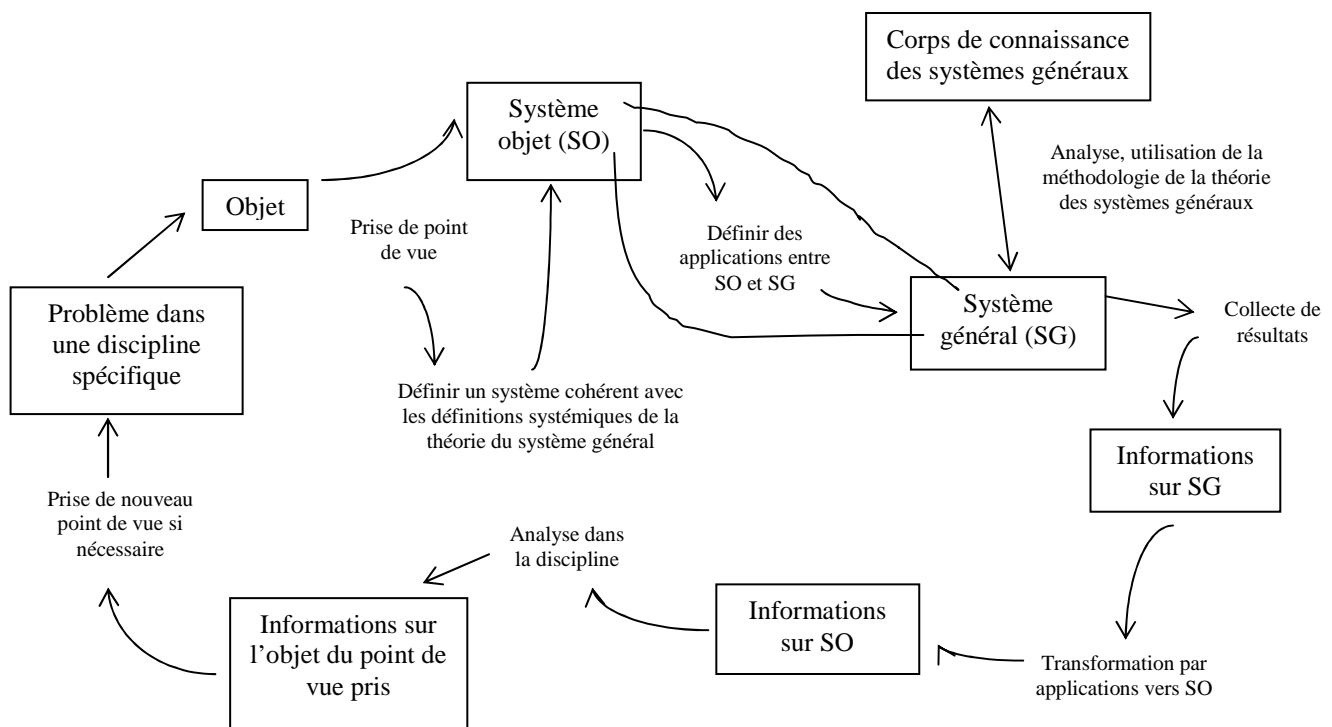 Corps de connaissance
des systèmes généraux
Système
objet (SO)
Analyse, utilisation de la
méthodologie de la théorie
des systèmes généraux
Objet
Prise de point
de vue
Définir des
applications entre
SO et SG
Problème dans
une discipline
spécifique
Système
général (SG)
Collecte de
résultats
Définir un système cohérent avec
les définitions systémiques de la
théorie du système général
Informations
sur SG
Prise de nouveau
point de vue si
nécessaire
Analyse dans
la discipline
Informations sur
l’objet du point de
vue pris
Informations
sur SO
Transformation par
applications vers SO